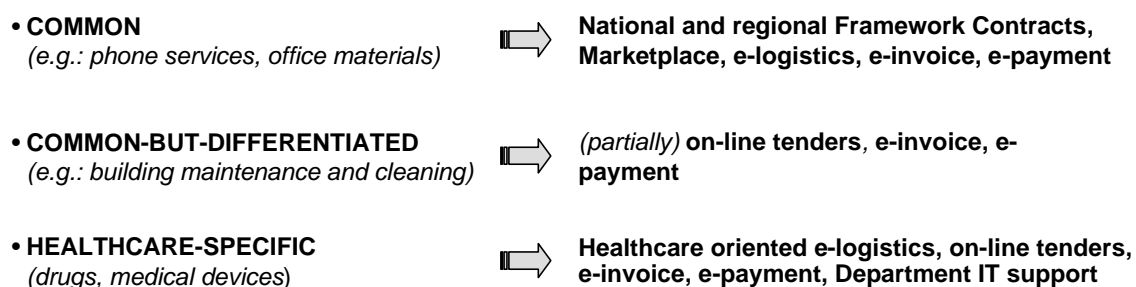 • COMMON
(e.g.: phone services, office materials)
National and regional Framework Contracts,
Marketplace, e-logistics, e-invoice, e-payment
• COMMON-BUT-DIFFERENTIATED
(e.g.: building maintenance and cleaning)
(partially) on-line tenders, e-invoice, e-
payment
• HEALTHCARE-SPECIFIC
(drugs, medical devices)
Healthcare oriented e-logistics, on-line tenders,
e-invoice, e-payment, Department IT support